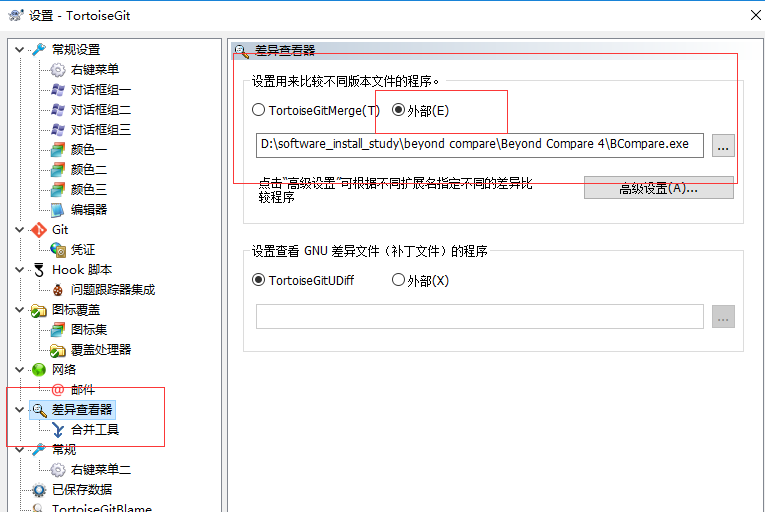 设置 - TortoiseGit
常规设置
右键菜单
对话框组一
对话框组二
对话框组三
颜色一
颜色二
颜色三
编辑器
Git
凭证
Hook 脚本
问题跟踪器集成
图标覆盖
图标集
覆盖处理器
网络
邮件
差异查看器
合并工具
常规
右键菜单二
已保存数据
TortoiseGitBlame
差异查看器
设置用来比较不同版本文件的程序。
TortoiseGitMerge(T) 外部(E)
D:\software_install_study\beyond compare\Beyond Compare 4\BCompare.exe ...
点击“高级设置”可根据不同扩展名指定不同的差异比
较程序
高级设置(A)...
设置查看 GNU 差异文件（补丁文件）的程序
TortoiseGitUDiff 外部(X)
...